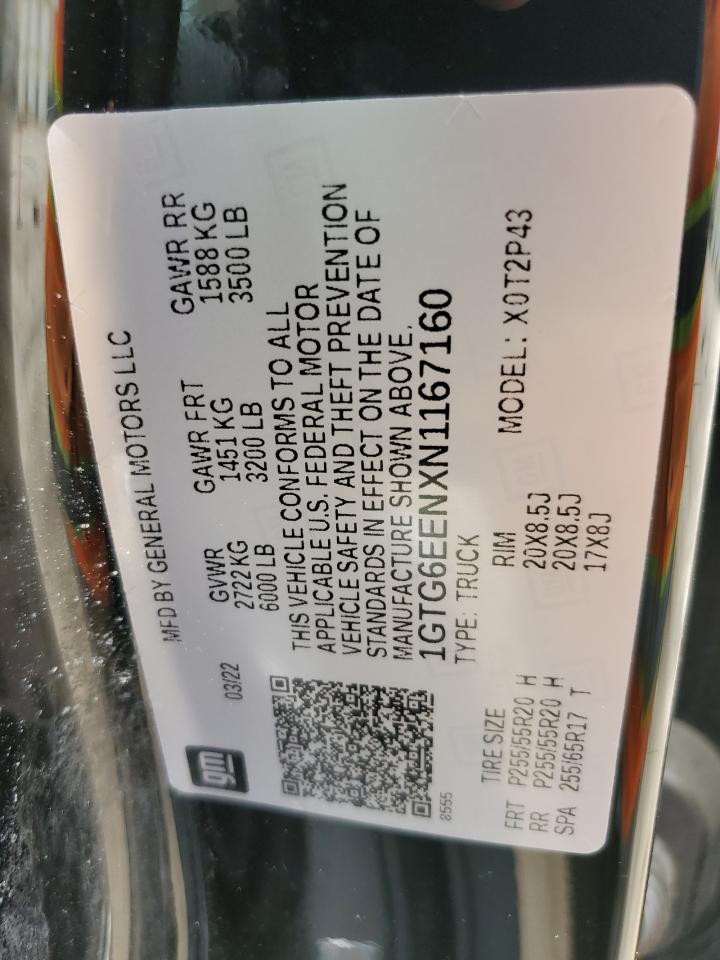 gm
MFD BY GENERAL MOTORS LLC
03/22 GVWR GAWR FRT GAWR RR
2722 KG 1451 KG 1588 KG
6000 LB 3200 LB 3500 LB
THIS VEHICLE CONFORMS TO ALL
APPLICABLE U.S. FEDERAL MOTOR
VEHICLE SAFETY AND THEFT PREVENTION
STANDARDS IN EFFECT ON THE DATE OF
MANUFACTURE SHOWN ABOVE.
1GTG6EENXN1167160
8555 TYPE: TRUCK
TIRE SIZE RIM MODEL: X0T2P43
FRT P255/55R20 H 20X8.5J
RR P255/55R20 H 20X8.5J
SPA 255/65R17 T 17X8J